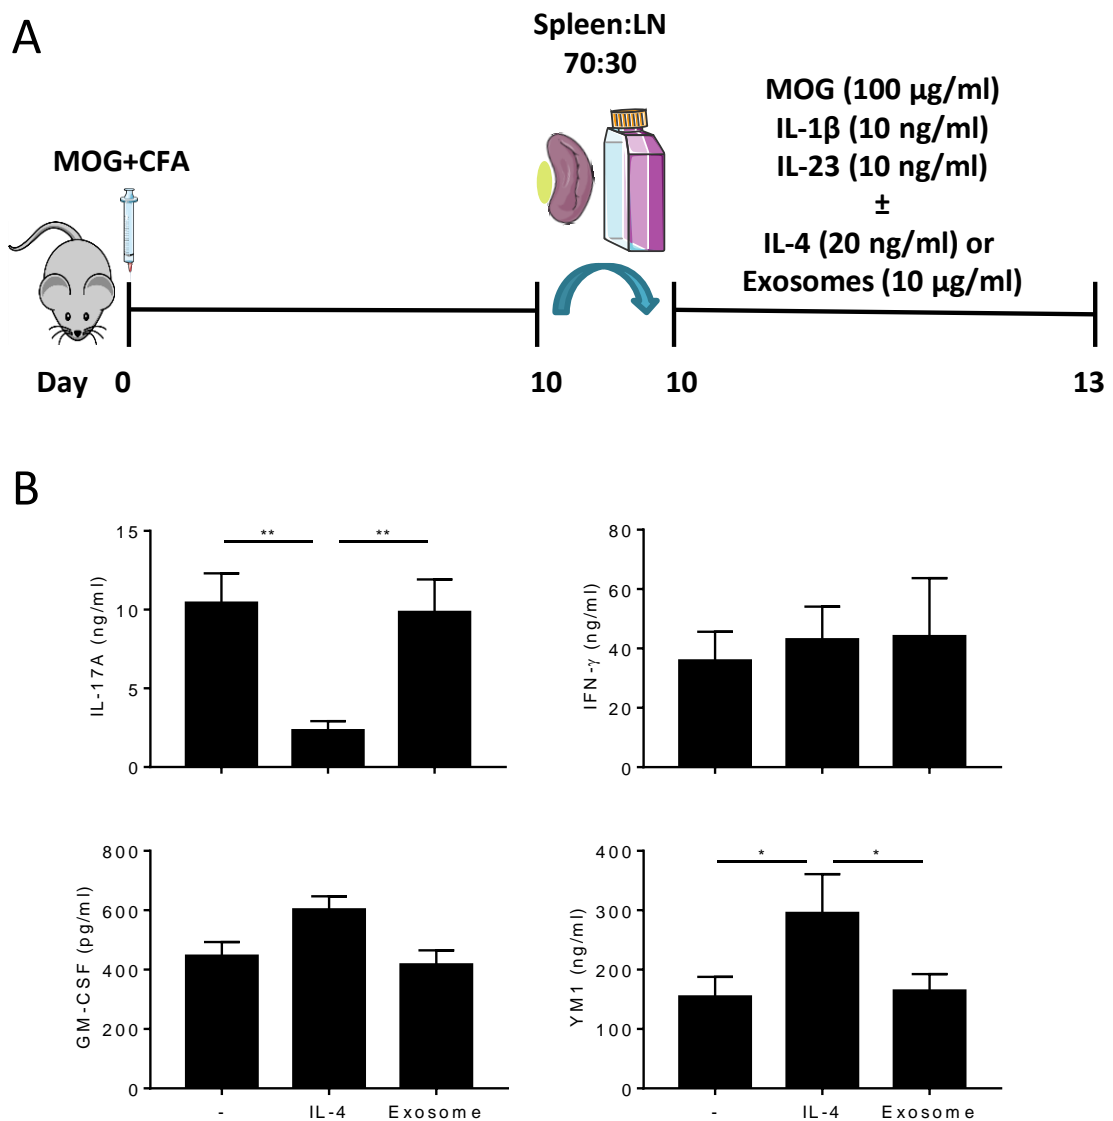 A
Spleen:LN
70:30
MOG (100 µg/ml)
IL-1β (10 ng/ml)
IL-23 (10 ng/ml)
±
IL-4 (20 ng/ml) or
Exosomes (10 µg/ml)
MOG+CFA
Day 0 10 10 13
B
IL-17A (ng/ml)
15
10
5
0
** **
IFN-γ (ng/ml)
80
60
40
20
0
GM-CSF (pg/ml)
800
600
400
200
0
- IL-4 Exosome
YM1 (ng/ml)
400
300
200
100
0
* *
- IL-4 Exosome